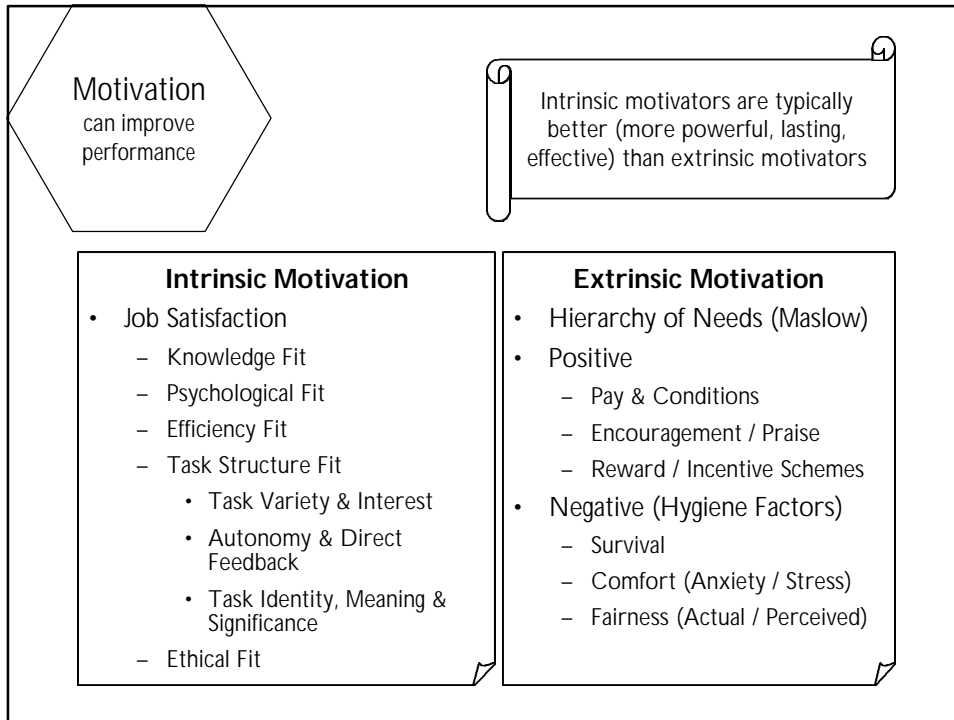 Motivation
can improve
performance
Intrinsic motivators are typically
better (more powerful, lasting,
effective) than extrinsic motivators
Intrinsic Motivation
• Job Satisfaction
– Knowledge Fit
– Psychological Fit
– Efficiency Fit
– Task Structure Fit
• Task Variety & Interest
• Autonomy & Direct
Feedback
• Task Identity, Meaning &
Significance
– Ethical Fit
Extrinsic Motivation
• Hierarchy of Needs (Maslow)
• Positive
– Pay & Conditions
– Encouragement / Praise
– Reward / Incentive Schemes
• Negative (Hygiene Factors)
– Survival
– Comfort (Anxiety / Stress)
– Fairness (Actual / Perceived)